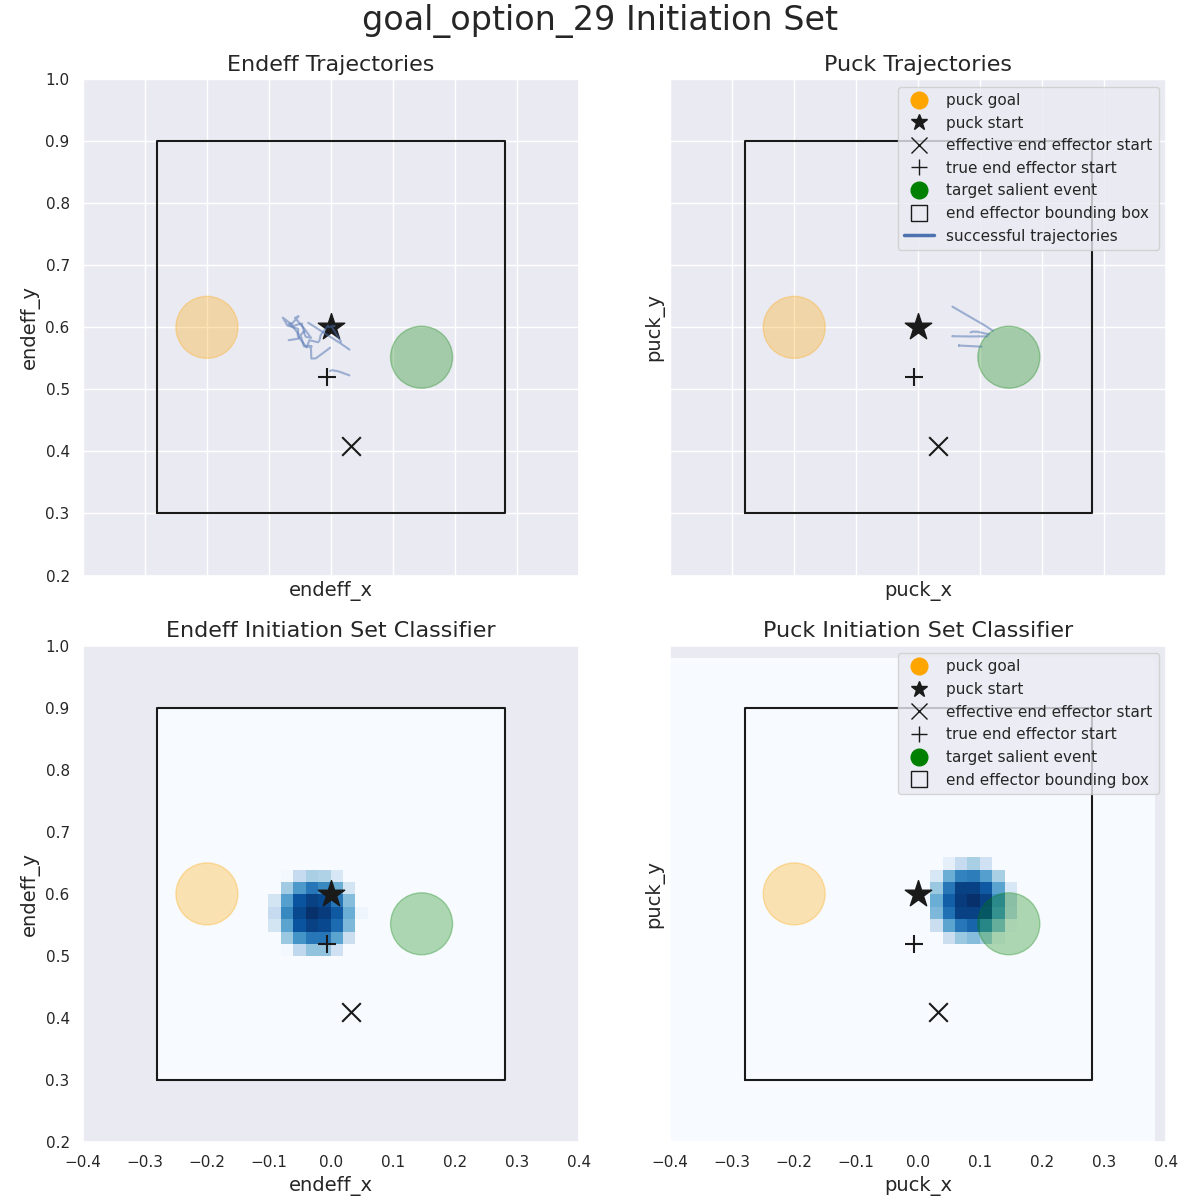 goal_option_29 Initiation Set
Endeff Trajectories
Puck Trajectories
1.0
0.9
0.8
0.7
0.6
0.5
0.4
0.3
0.2
endeff_y
endeff_x
puck_y
puck_x
puck goal
puck start
effective end effector start
true end effector start
target salient event
end effector bounding box
successful trajectories
Endeff Initiation Set Classifier
Puck Initiation Set Classifier
1.0
0.9
0.8
0.7
0.6
0.5
0.4
0.3
0.2
endeff_y
−0.4 −0.3 −0.2 −0.1 0.0 0.1 0.2 0.3 0.4
endeff_x
puck_y
puck goal
puck start
effective end effector start
true end effector start
target salient event
end effector bounding box
−0.4 −0.3 −0.2 −0.1 0.0 0.1 0.2 0.3 0.4
puck_x